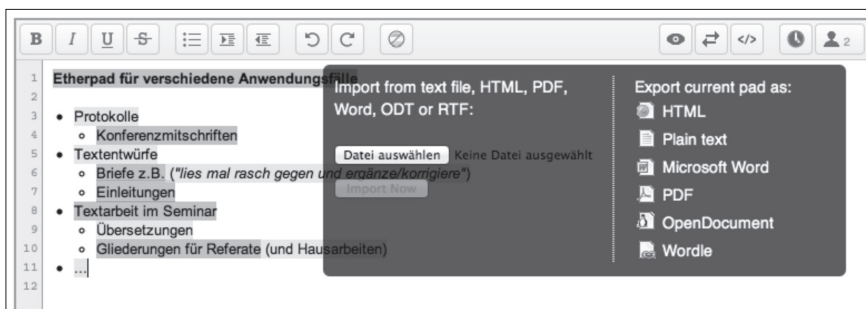 B I U S </> 2
1 Etherpad für verschiedene Anwendungsfälle
2
3 Protokolle
4 Konferenzmitschriften
5 Textentwürfe
6 Briefe z.B. ("lies mal rasch gegen und ergänze/korrigiere")
7 Einleitungen
8 Textarbeit im Seminar
9 Übersetzungen
10 Gliederungen für Referate (und Hausarbeiten)
11 ...
12
Import from text file, HTML, PDF,
Word, ODT or RTF:
Datei auswählen Keine Datei ausgewählt
Import Now
Export current pad as:
HTML
Plain text
Microsoft Word
PDF
OpenDocument
Wordle